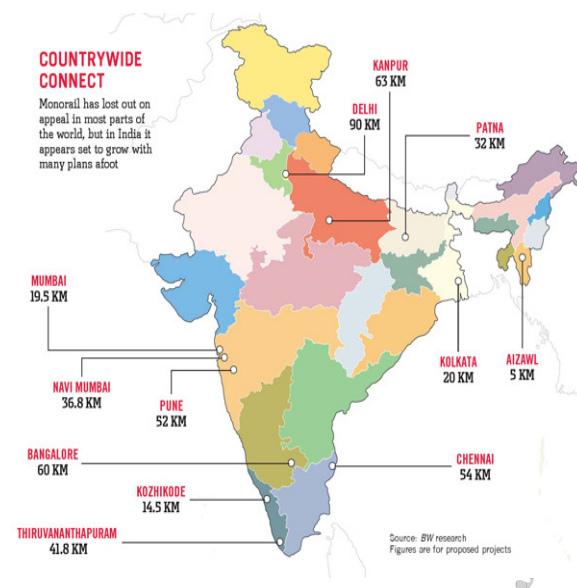 COUNTRYWIDE
CONNECT
Monorail has lost out on
appeal in most parts of
the world, but in India it
appears set to grow with
many plans afoot
KANPUR
63 KM
DELHI
90 KM
PATNA
32 KM
MUMBAI
19.5 KM
NAVI MUMBAI
36.8 KM
PUNE
52 KM
KOLKATA
20 KM
AIZAWL
5 KM
BANGALORE
60 KM
CHENNAI
54 KM
KOZHIKODE
14.5 KM
THIRUVANANTHAPURAM
41.8 KM
Source: BW research
Figures are for proposed projects